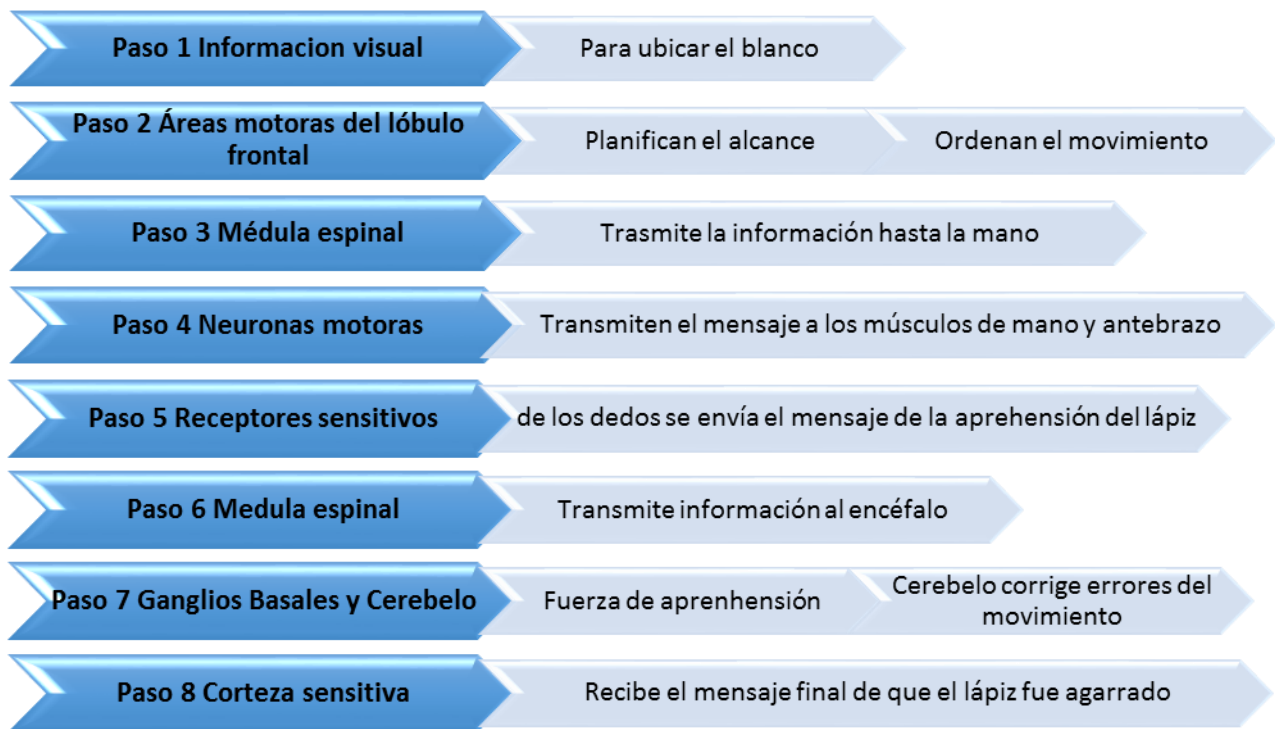 Paso 1 Informacion visual
Para ubicar el blanco
Paso 2 Áreas motoras del lóbulo
frontal
Planifican el alcance
Ordenan el movimiento
Paso 3 Médula espinal
Trasmite la información hasta la mano
Paso 4 Neuronas motoras
Transmiten el mensaje a los músculos de mano y antebrazo
Paso 5 Receptores sensitivos
de los dedos se envía el mensaje de la aprehensión del lápiz
Paso 6 Medula espinal
Transmite información al encéfalo
Paso 7 Ganglios Basales y Cerebelo
Fuerza de aprenhensión
Cerebelo corrige errores del
movimiento
Paso 8 Corteza sensitiva
Recibe el mensaje final de que el lápiz fue agarrado